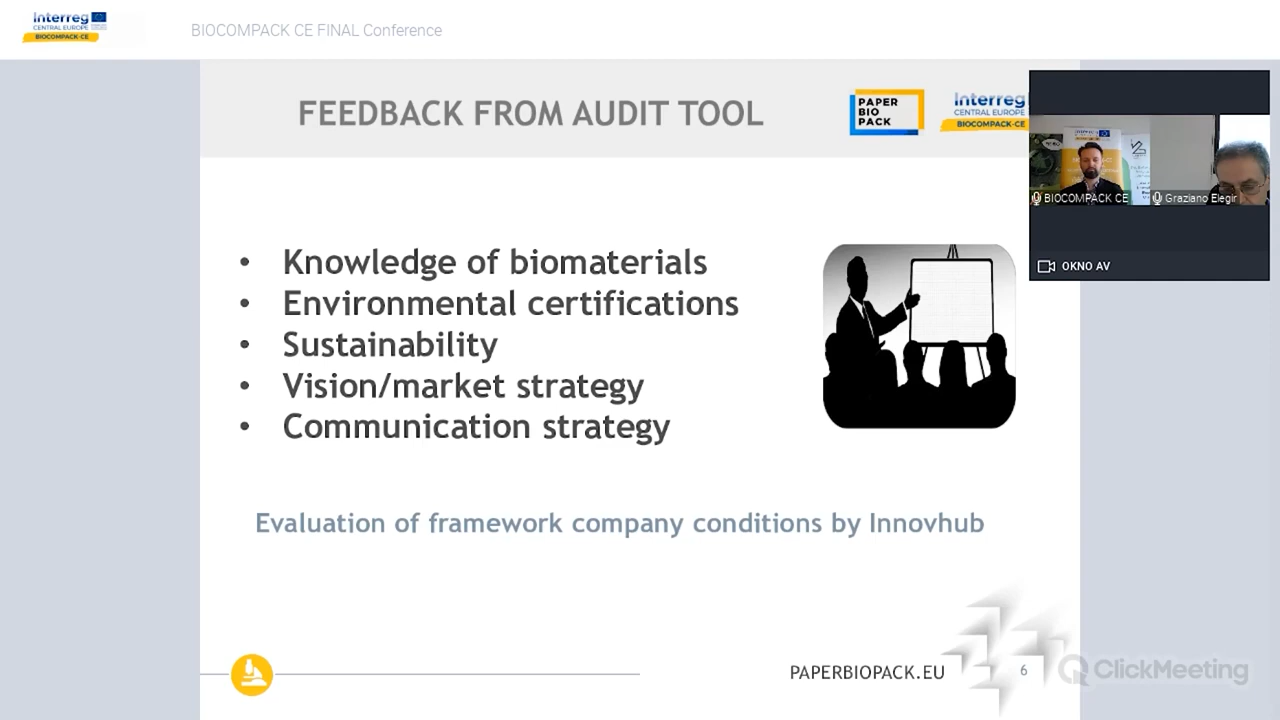 Interreg
CENTRAL EUROPE
BIOCOMPACK-CE
BIOCOMPACK CE FINAL Conference
FEEDBACK FROM AUDIT TOOL
PAPER
BIO
PACK
Interreg
CENTRAL EUROPE
BIOCOMPACK-CE
BIOCOMPACK CE
Graziano Elegir
OKNO AV
• Knowledge of biomaterials
• Environmental certifications
• Sustainability
• Vision/market strategy
• Communication strategy
Evaluation of framework company conditions by Innovhub
PAPERBIOPACK.EU
6
ClickMeeting